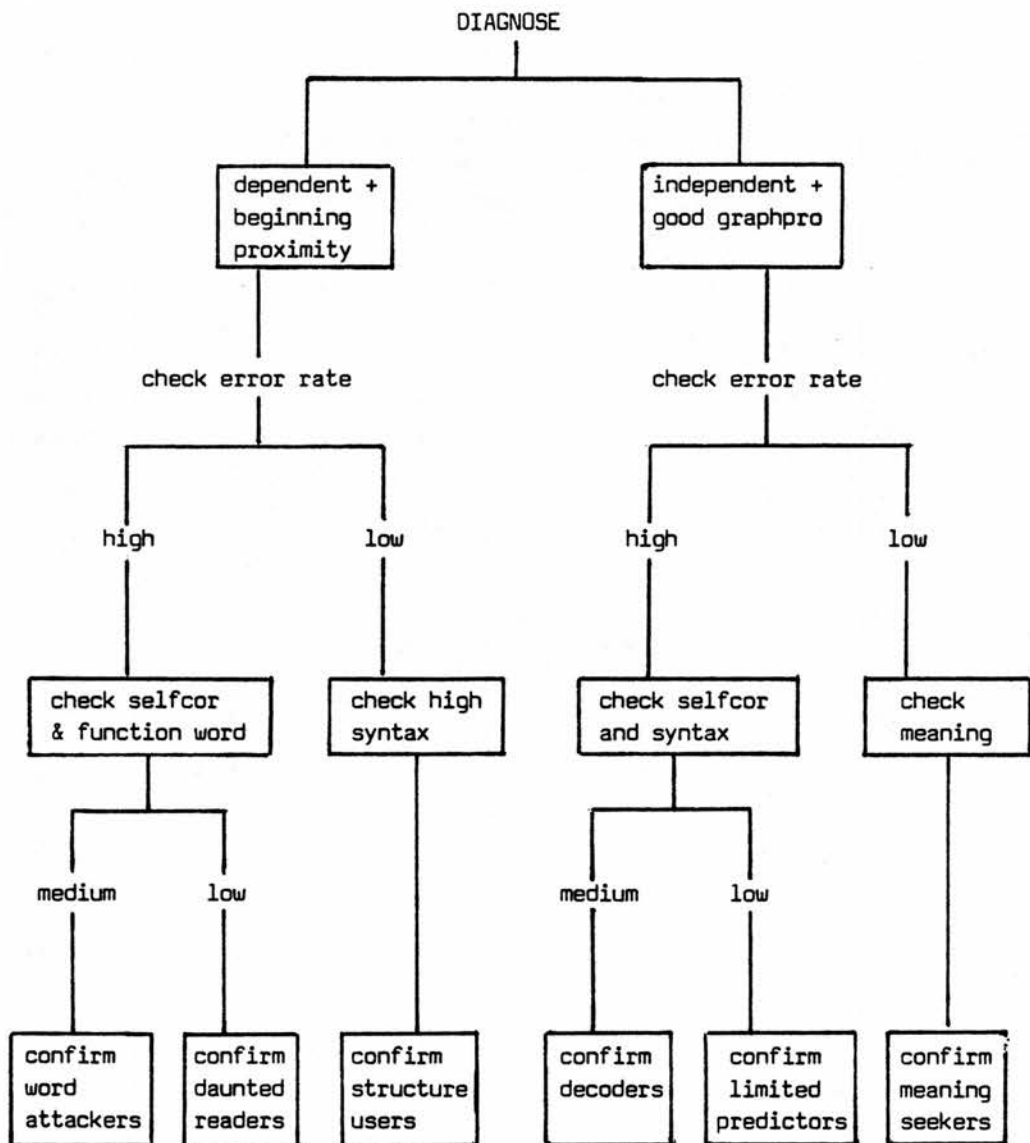 DIAGNOSE
dependent +
beginning
proximity
independent +
good graphpro
check error rate
check error rate
high
low
high
low
check selfcor
& function word
check high
syntax
check selfcor
and syntax
check
meaning
medium
low
medium
low
confirm
word
attackers
confirm
daunted
readers
confirm
structure
users
confirm
decoders
confirm
limited
predictors
confirm
meaning
seekers